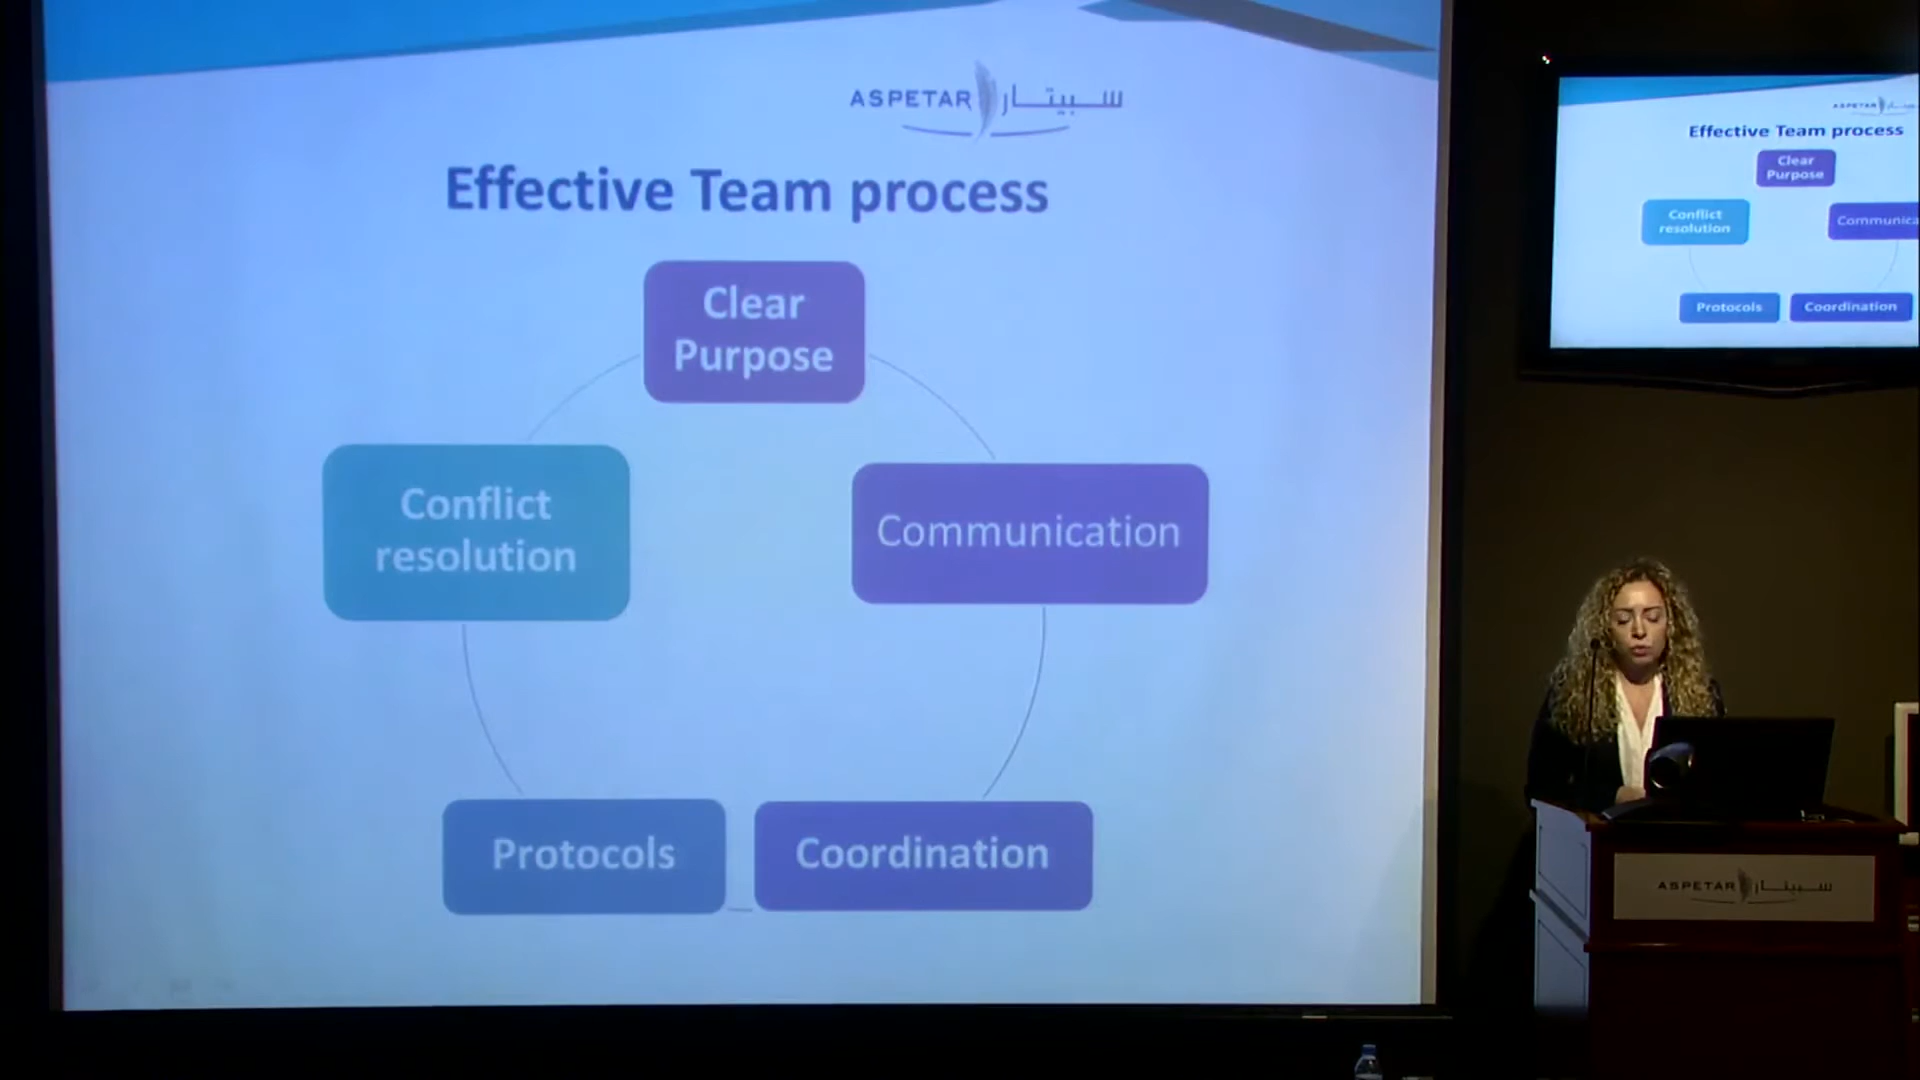 ASPETAR سبيتار
Effective Team process
Clear
Purpose
Conflict
resolution
Communication
Protocols
Coordination
ASPETAR
Effective Team process
Clear
Purpose
Conflict
resolution
Communica
Protocols
Coordination
ASPETAR سبيتار